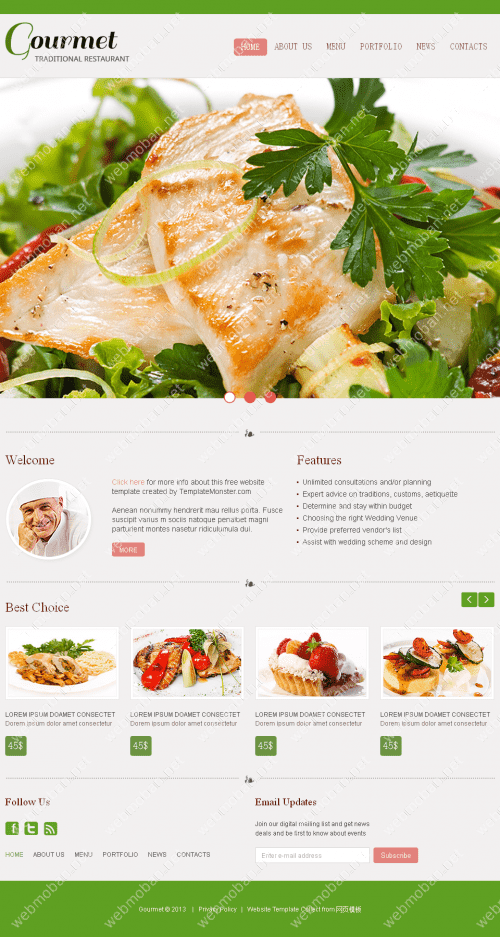 Gourmet
TRADITIONAL RESTAURANT
HOME ABOUT US MENU PORTFOLIO NEWS CONTACTS
Welcome
Click here for more info about this free website
template created by TemplateMonster.com
Aenean nonummy hendrerit mau rellus porta. Fusce
suscipit varius m sociis natoque penatibet magni
parturient montes nasetur ridiculumula dui.
MORE
Features
• Unlimited consultations and/or planning
• Expert advice on traditions, customs, aetiquette
• Determine and stay within budget
• Choosing the right Wedding Venue
• Provide preferred vendor's list
• Assist with wedding scheme and design
Best Choice
LOREM IPSUM DOAMET CONSECTET
Dorem ipsum dolor amet consectetur
45$
LOREM IPSUM DOAMET CONSECTET
Dorem ipsum dolor amet consectetur
45$
LOREM IPSUM DOAMET CONSECTET
Dorem ipsum dolor amet consectetur
45$
LOREM IPSUM DOAMET CONSECTET
Dorem ipsum dolor amet consectetur
45$
Follow Us
HOME ABOUT US MENU PORTFOLIO NEWS CONTACTS
Email Updates
Join our digital mailing list and get news
deals and be first to know about events
Enter e-mail address
Subscribe
Gourmet © 2013 | Privacy Policy | Website Template Collect from 网页模板
webmoban.net